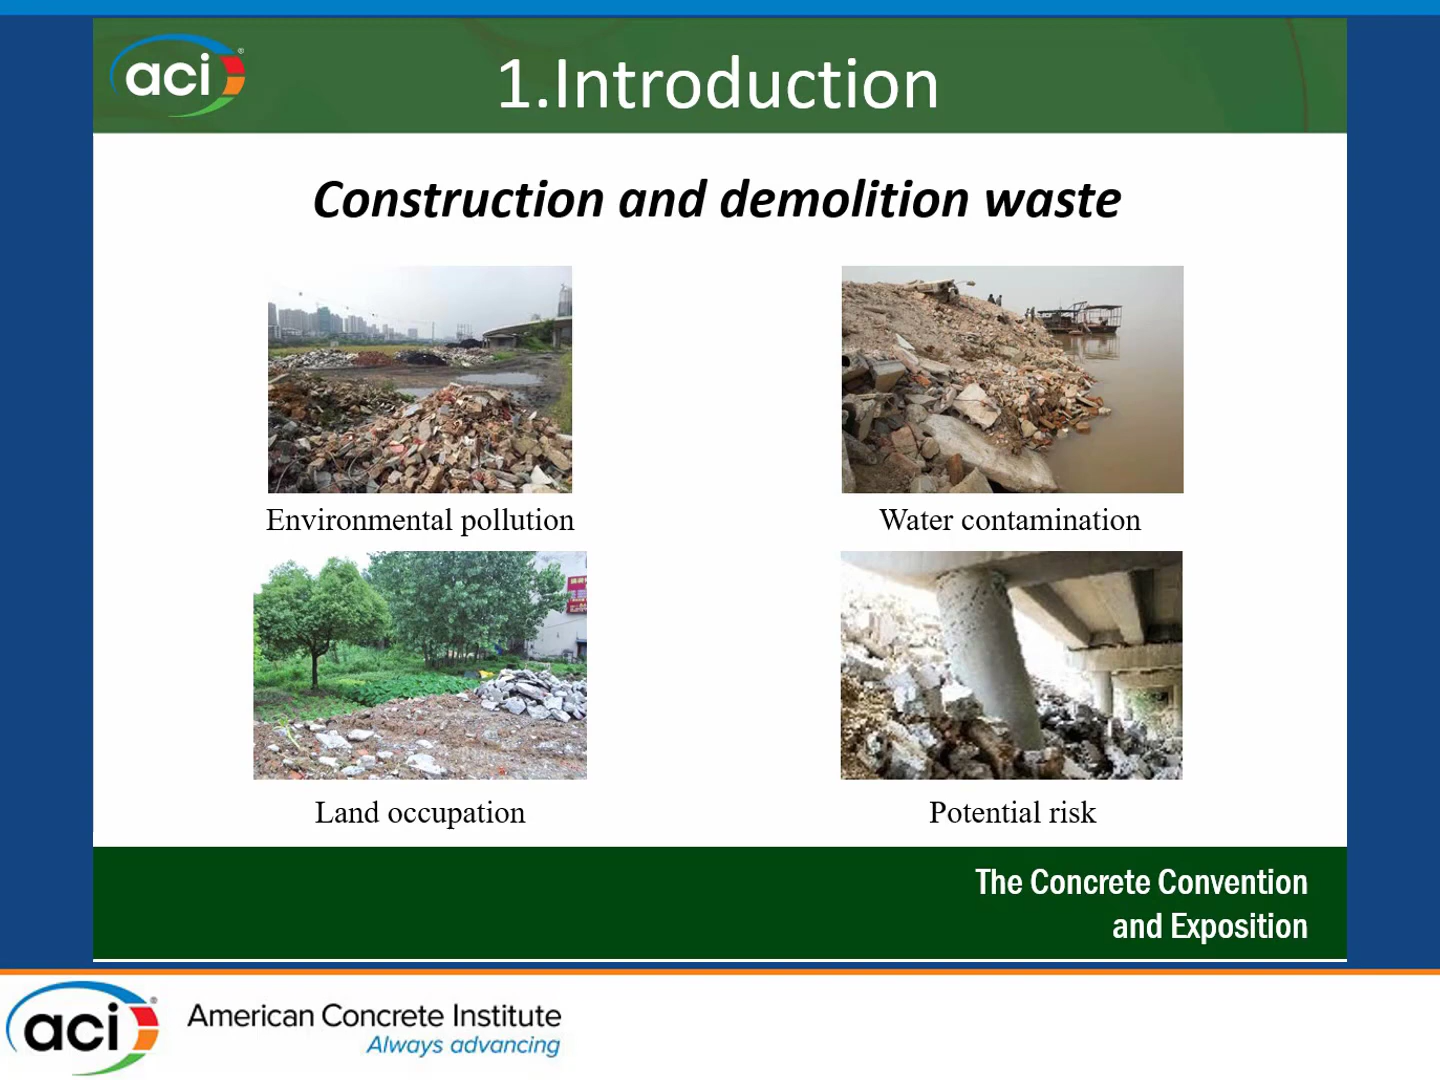 aci
1.Introduction
Construction and demolition waste
Environmental pollution
Water contamination
Land occupation
Potential risk
The Concrete Convention
and Exposition
aci
American Concrete Institute
Always advancing